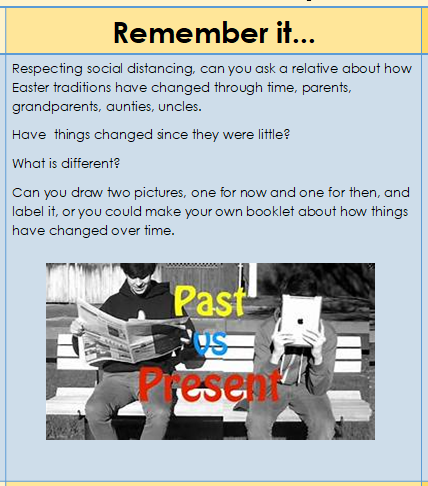 Remember it...
Respecting social distancing, can you ask a relative about how
Easter traditions have changed through time, parents,
grandparents, aunties, uncles.
Have  things changed since they were little?
What is different?
Can you draw two pictures, one for now and one for then, and
label it, or you could make your own booklet about how things
have changed over time.
Past
vs
Present